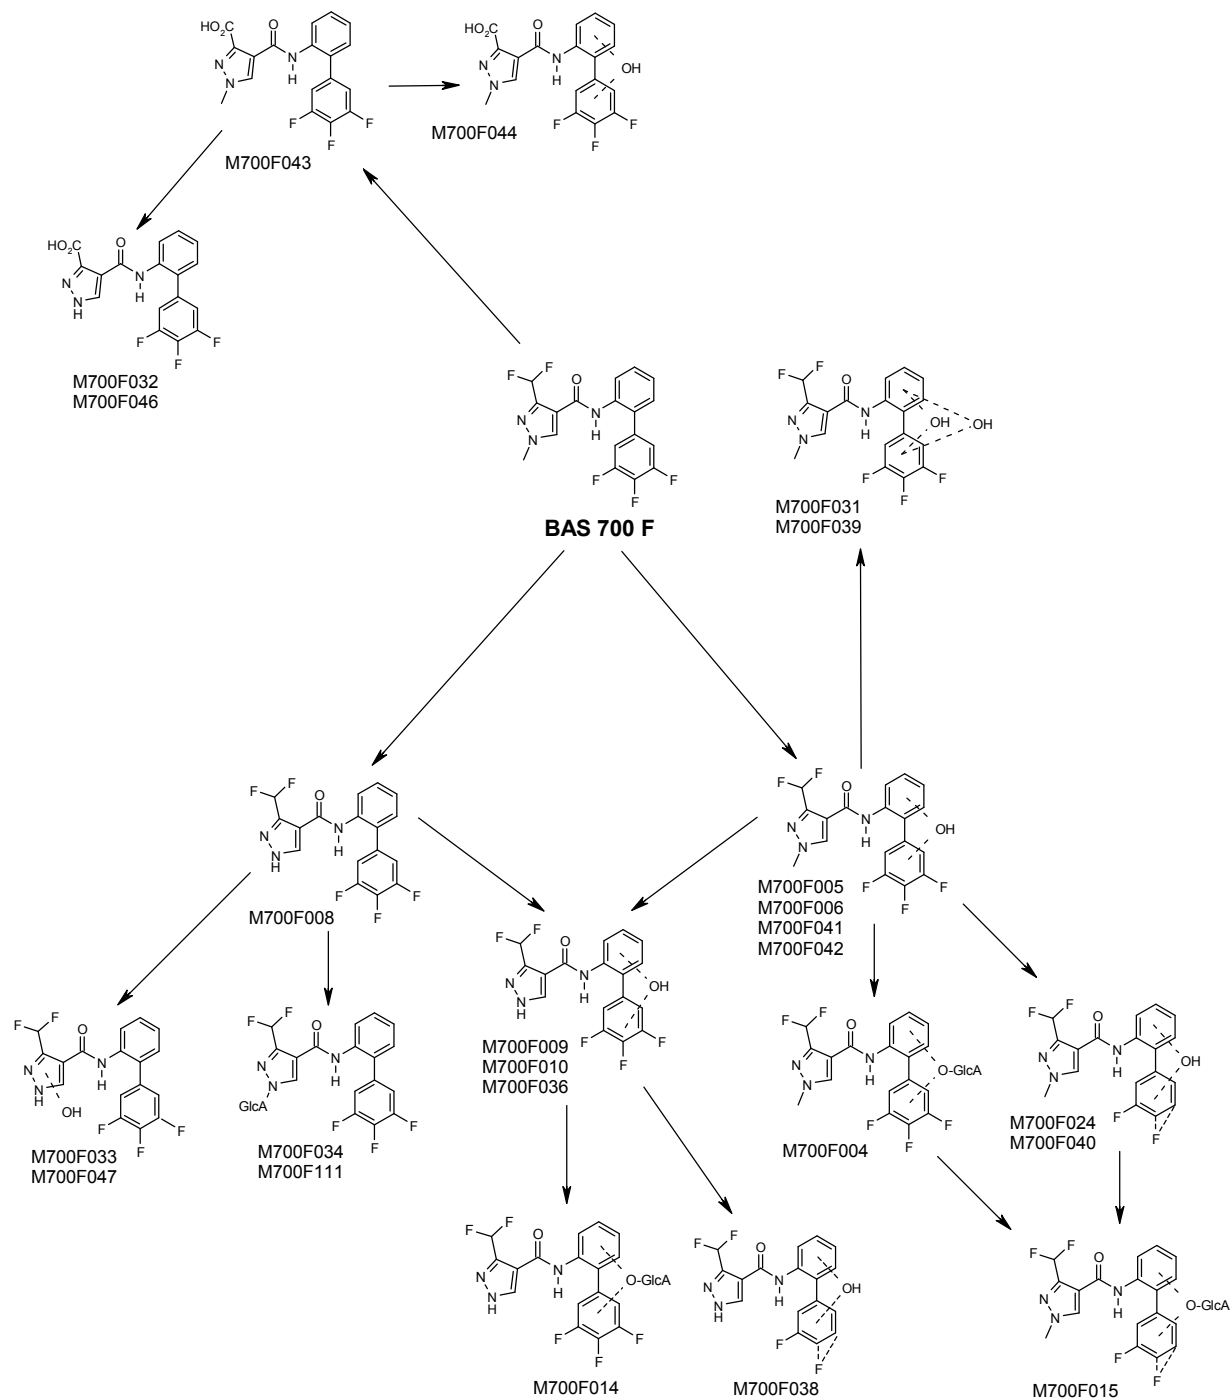 HO2C
O
N
N
N
H
F
F
F
M700F043
HO2C
O
N
N
N
H
OH
F
F
F
M700F044
HO2C
O
N
N
H
N
H
F
F
F
M700F032
M700F046
F
F
O
N
N
N
H
F
F
F
BAS 700 F
F
F
O
N
N
N
H
OH
OH
F
F
F
M700F031
M700F039
F
F
O
N
N
H
N
H
F
F
F
M700F008
F
F
O
N
N
N
H
OH
F
F
F
M700F005
M700F006
M700F041
M700F042
F
F
O
N
N
H
N
H
OH
F
F
F
M700F009
M700F010
M700F036
F
F
O
N
N
H
N
H
OH
F
F
F
M700F033
M700F047
F
F
O
N
N
GlcA
N
H
F
F
F
M700F034
M700F111
F
F
O
N
N
N
H
O-GlcA
F
F
F
M700F004
F
F
O
N
N
N
H
OH
F
F
M700F024
M700F040
F
F
O
N
N
H
N
H
O-GlcA
F
F
F
M700F014
F
F
O
N
N
H
N
H
OH
F
F
M700F038
F
F
O
N
N
N
H
O-GlcA
F
F
M700F015